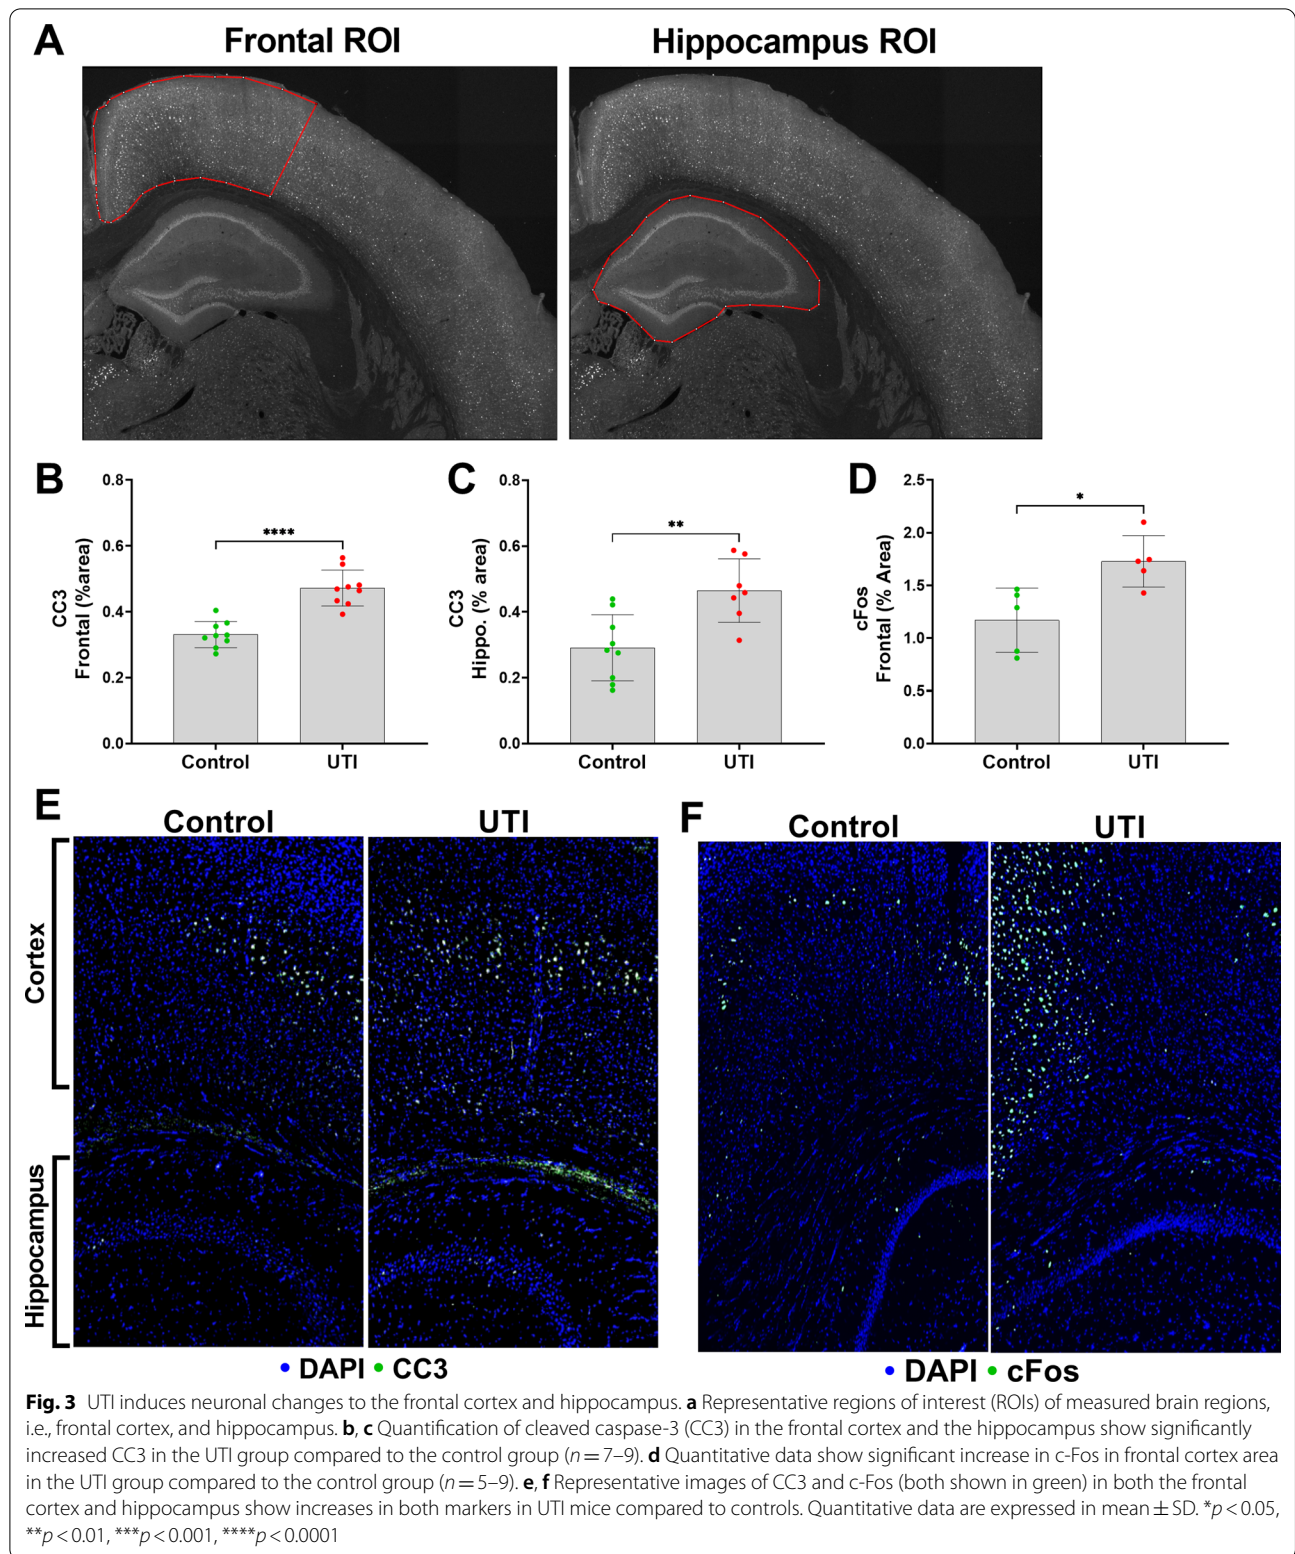 A
Frontal ROI
Hippocampus ROI
B
CC3
Frontal (%area)
0.8
0.6
0.4
0.2
0.0
****
Control
UTI
C
CC3
Hippo. (% area)
0.8
0.6
0.4
0.2
0.0
**
Control
UTI
D
cFos
Frontal (% Area)
2.5
2.0
1.5
1.0
0.5
0.0
*
Control
UTI
E
Control
UTI
Cortex
Hippocampus
• DAPI • CC3
F
Control
UTI
• DAPI • cFos
Fig. 3 UTI induces neuronal changes to the frontal cortex and hippocampus. a Representative regions of interest (ROIs) of measured brain regions,
i.e., frontal cortex, and hippocampus. b, c Quantification of cleaved caspase-3 (CC3) in the frontal cortex and the hippocampus show significantly
increased CC3 in the UTI group compared to the control group (n = 7–9). d Quantitative data show significant increase in c-Fos in frontal cortex area
in the UTI group compared to the control group (n = 5–9). e, f Representative images of CC3 and c-Fos (both shown in green) in both the frontal
cortex and hippocampus show increases in both markers in UTI mice compared to controls. Quantitative data are expressed in mean ± SD. *p < 0.05,
**p < 0.01, ***p < 0.001, ****p < 0.0001